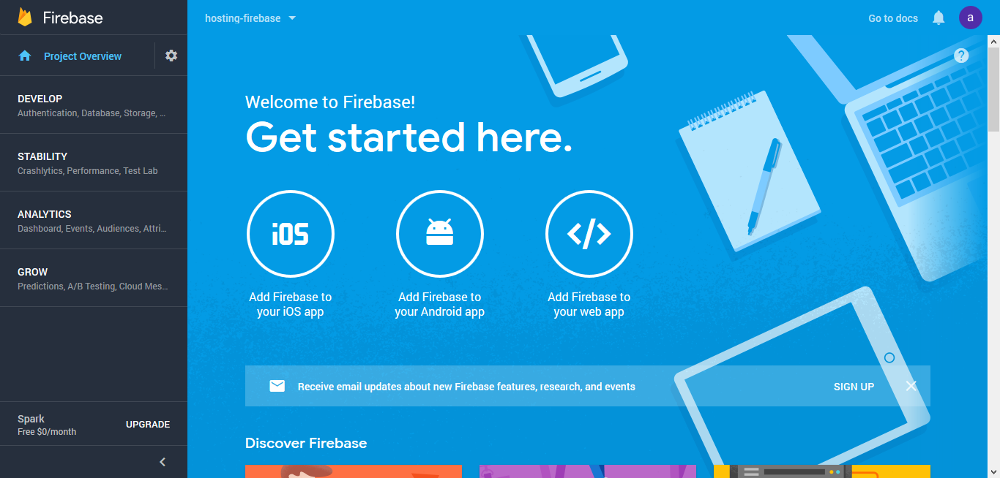 Firebase
hosting-firebase
Go to docs
a
Project Overview
?
DEVELOP
Authentication, Database, Storage, ...
STABILITY
Crashlytics, Performance, Test Lab
ANALYTICS
Dashboard, Events, Audiences, Attri...
GROW
Predictions, A/B Testing, Cloud Mes...
Spark
Free $0/month
UPGRADE
Welcome to Firebase!
Get started here.
iOS
</>
Add Firebase to
your iOS app
Add Firebase to
your Android app
Add Firebase to
your web app
Receive email updates about new Firebase features, research, and events
SIGN UP
Discover Firebase